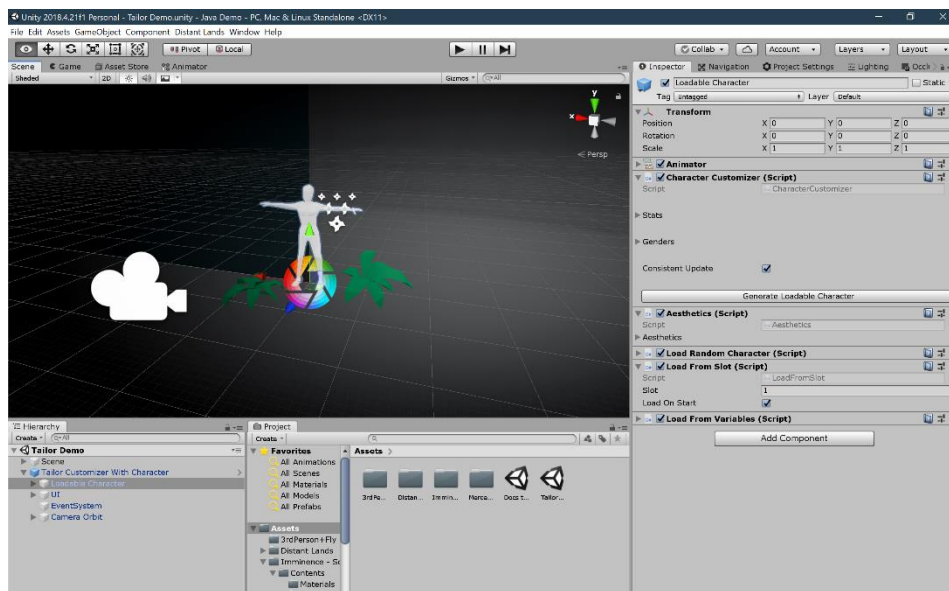 Unity 2018.4.21f1 Personal - Tailor Demo.unity - Java Demo - PC, Mac & Linux Standalone <DX11>
File Edit Assets GameObject Component Distant Lands Window Help
Pivot Local Collab Account Layers Layout
Scene Game Asset Store Animator
Shaded 2D Gizmos All
y
x
Persp
Inspector Navigation Project Settings Lighting
Loadable Character Static
Tag Untagged Layer Default
Transform
Position X 0 Y 0 Z 0
Rotation X 0 Y 0 Z 0
Scale X 1 Y 1 Z 1
Animator
Character Customizer (Script)
Script CharacterCustomizer
Stats
Genders
Consistent Update
Generate Loadable Character
Aesthetics (Script)
Script Aesthetics
Aesthetics
Load Random Character (Script)
Load From Slot (Script)
Script LoadFromSlot
Slot 1
Load On Start
Load From Variables (Script)
Add Component
Hierarchy
Create All
Tailor Demo
Scene
Tailor Customizer With Character
Loadable Character
UI
EventSystem
Camera Orbit
Project
Create
Favorites
All Animations
All Scenes
All Materials
All Models
All Prefabs
Assets
3rdPerson+Fly
Distant Lands
Imminence - Sc
Contents
Materials
Assets
3rdPe... Distan... Immin... Merca... Docs t... Tailor...